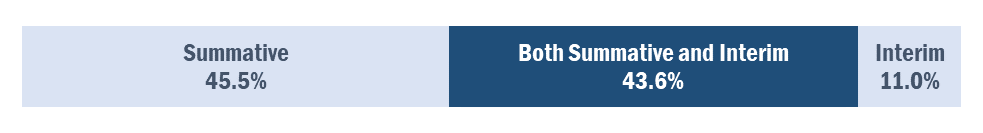 Summative
45.5%
Both Summative and Interim
43.6%
Interim
11.0%